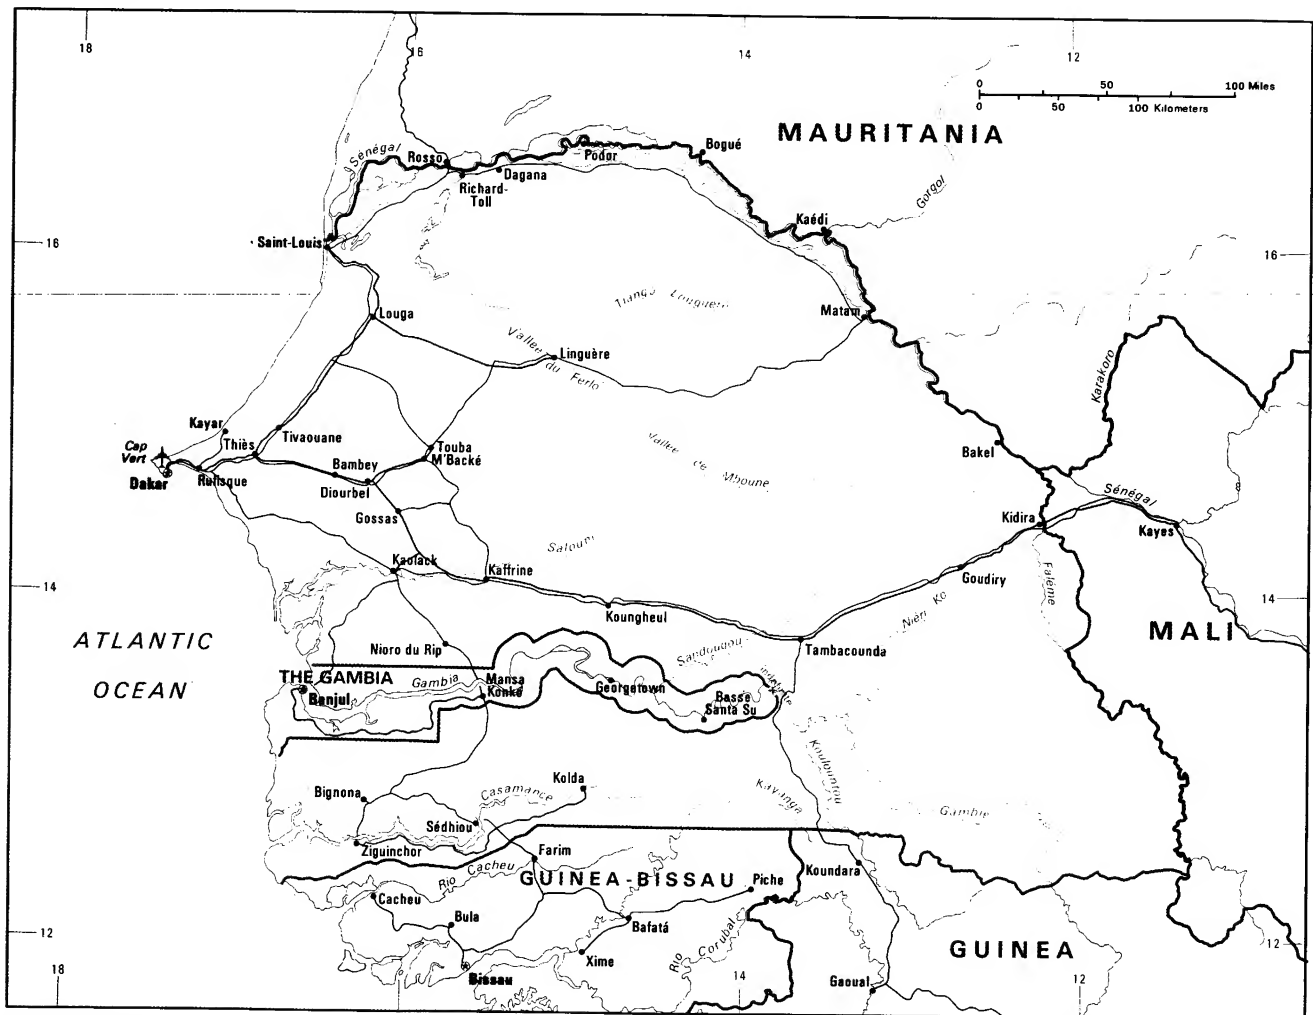 18
16
14
12
0 50 100 Miles
0 50 100 Kilometers
MAURITANIA
Sénégal
Rosso
Podor
Bogué
Dagana
Richard-
Toll
Gorgol
Kaédi
16
Saint-Louis
16
Louga
Matam
Linguère
Vallée
du Ferlo
Karakoro
Kayar
Tivaouane
Thiès
Cap
Vert
Touba
M'Backé
Bakel
Dakar
Rufisque
Bambey
Diourbel
Vallée de Mboune
Sénégal
Gossas
Kidira
Kayes
Saloum
Kaolack
Kaffrine
Goudiry
Falémé
14
14
Koungheul
Niéri Ko
MALI
ATLANTIC
OCEAN
Nioro du Rip
Sandougou
Tambacounda
THE GAMBIA
Gambia
Mansa
Konko
Georgetown
Basse
Santa Su
Banjul
Koulountou
Kolda
Bignona
Casamance
Kayanga
Gambie
Sédhiou
Ziguinchor
Farim
Rio Cacheu
GUINEA-BISSAU
Piche
Koundara
Cacheu
Bula
Bafatá
Rio Corubal
GUINEA
12
12
Xime
Bissau
18
14
Gaoual
12